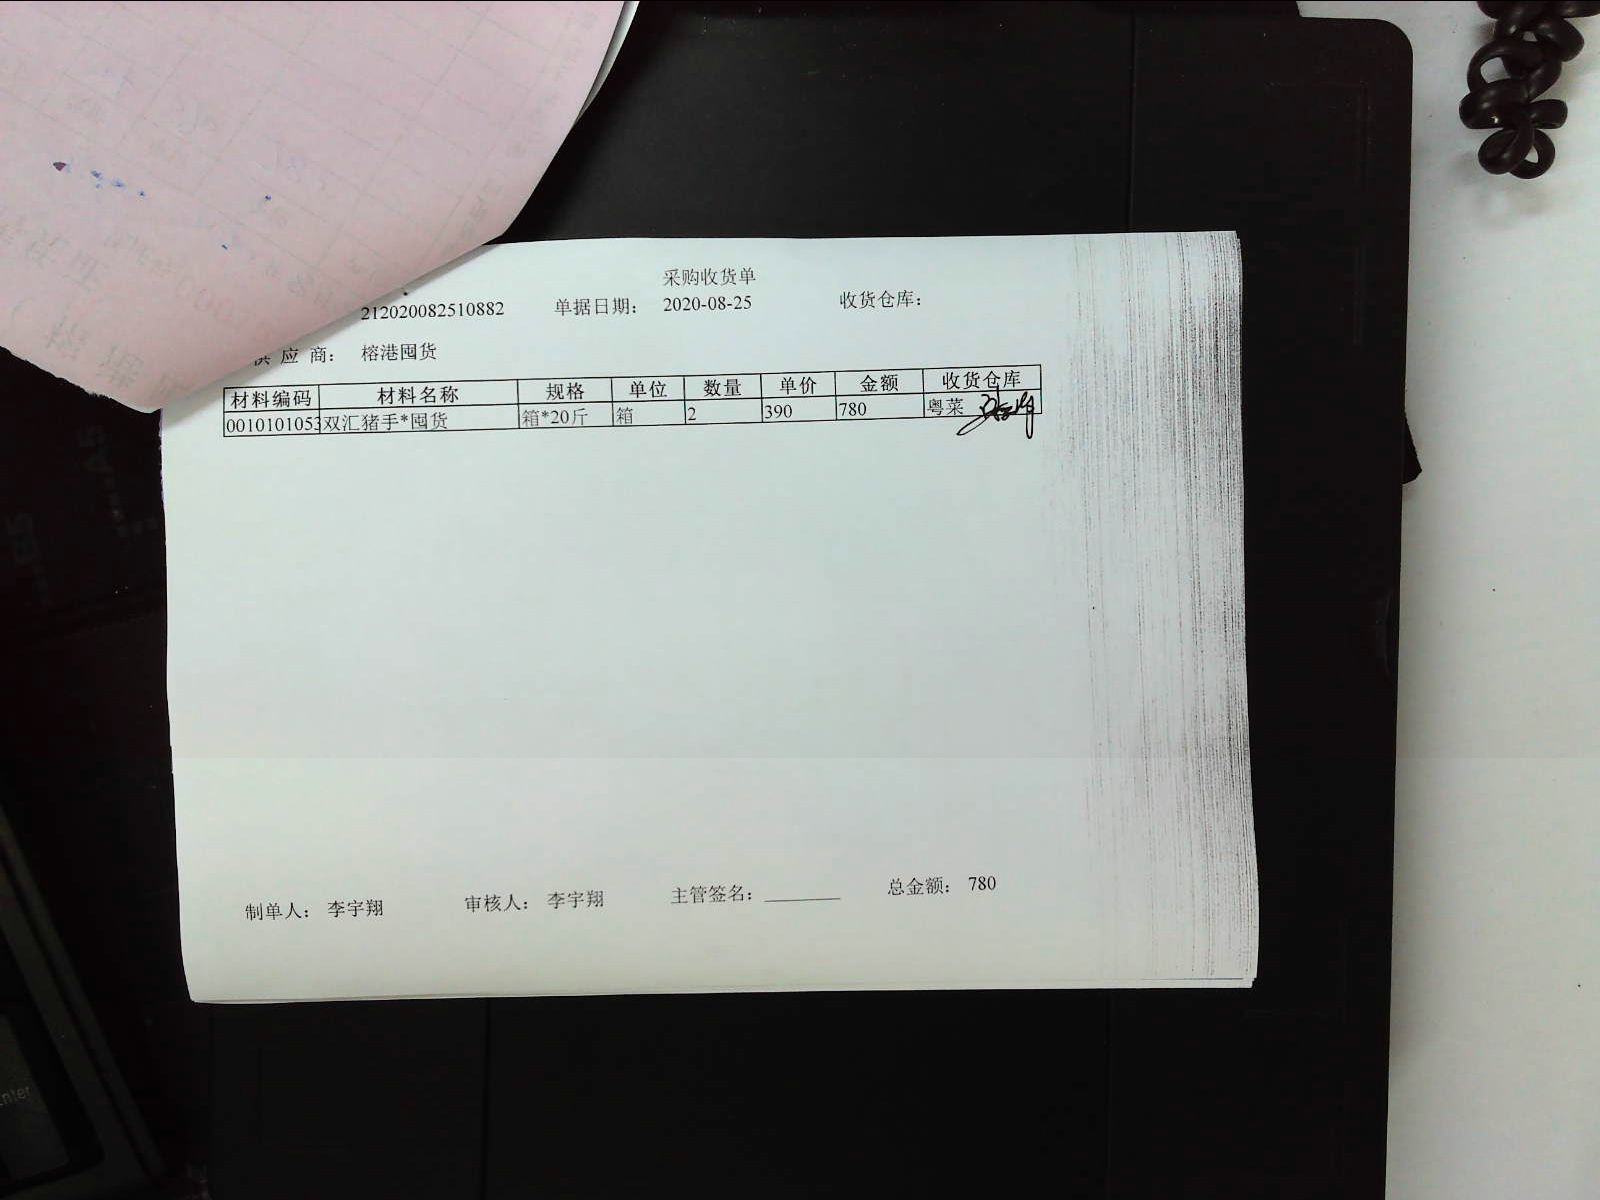 采购收货单
212020082510882 单据日期： 2020-08-25 收货仓库：
供 应 商： 榕港囤货
材料编码 材料名称 规格 单位 数量 单价 金额 收货仓库
0010101053 双汇猪手*囤货 箱*20斤 箱 2 390 780 粤菜
制单人： 李宇翔 审核人： 李宇翔 主管签名： 总金额： 780